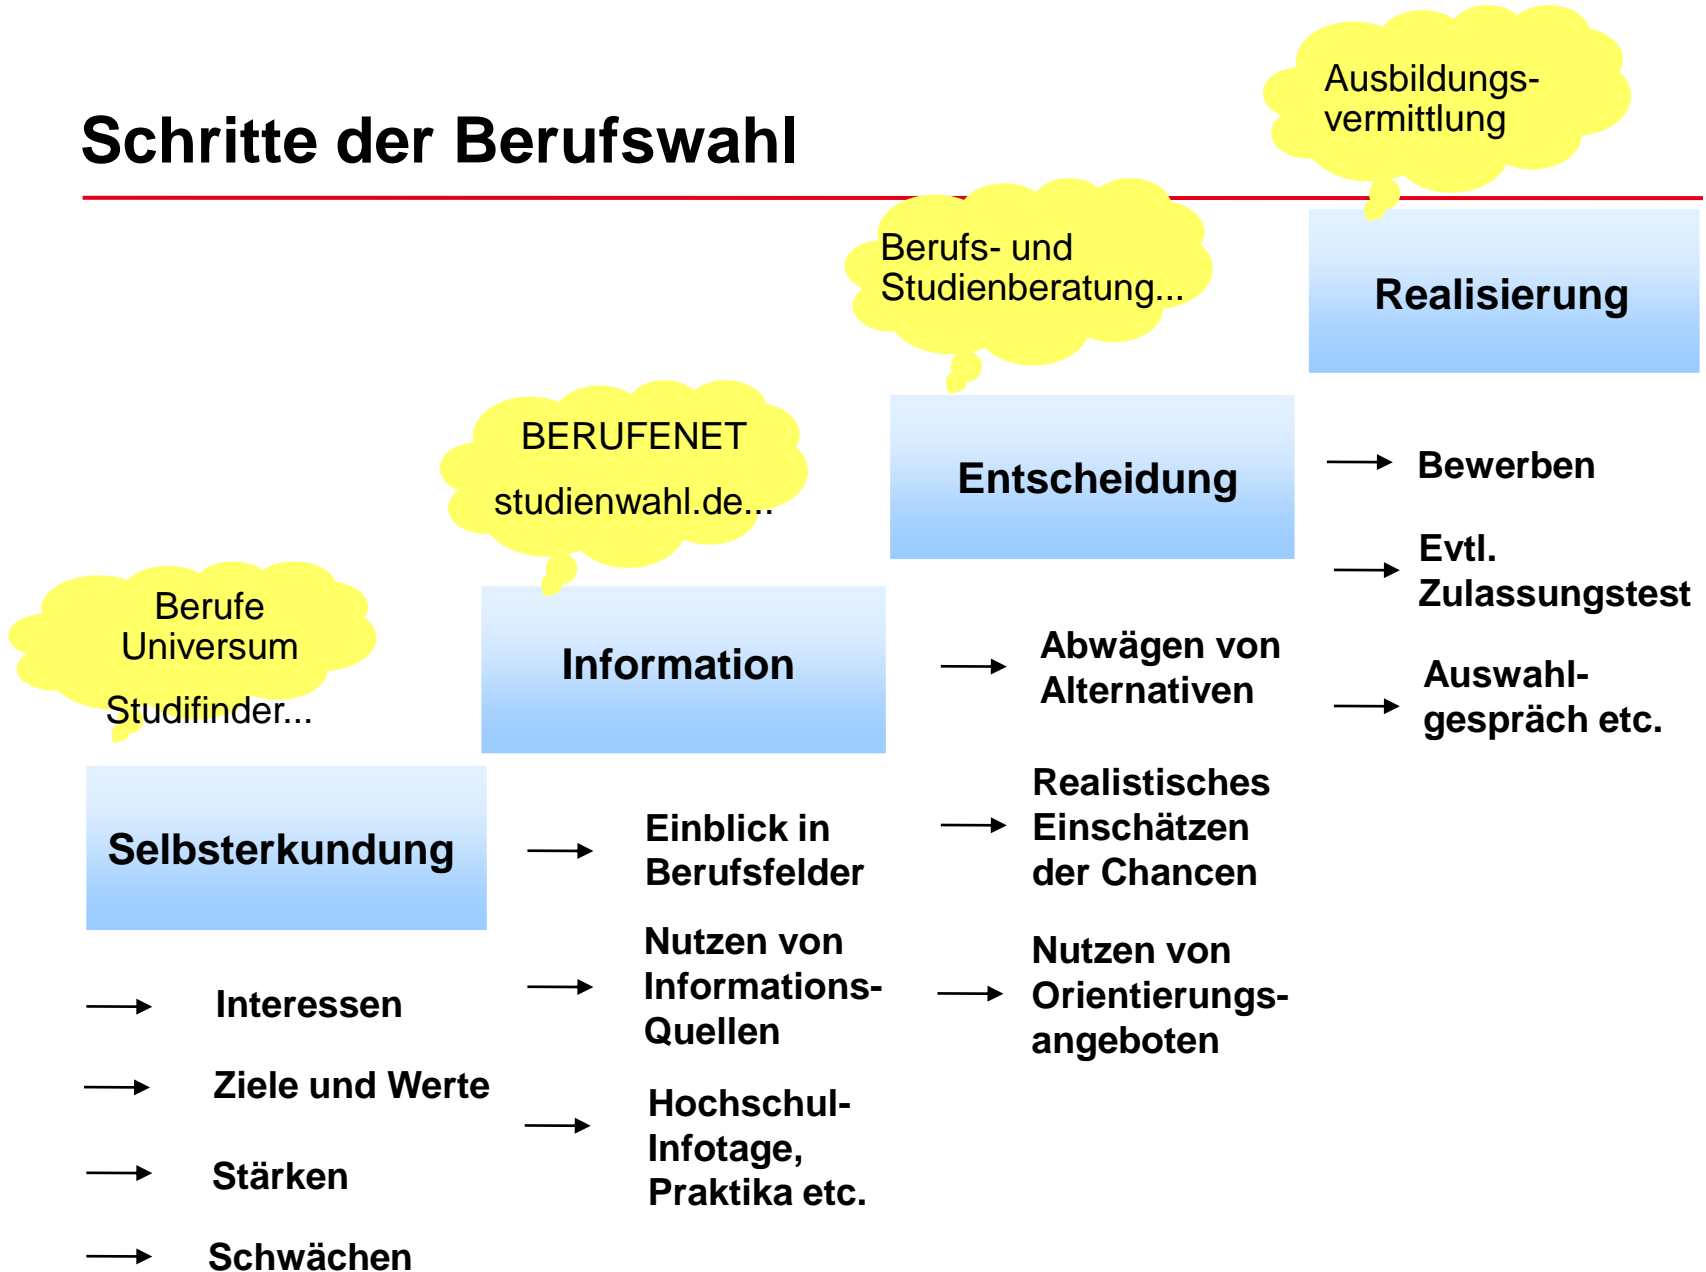 Schritte der Berufswahl
Berufe
Universum
Studifinder...
Selbsterkundung
Interessen
Ziele und Werte
Stärken
Schwächen
BERUFENET
studienwahl.de...
Information
Einblick in
Berufsfelder
Nutzen von
Informations-
Quellen
Hochschul-
Infotage,
Praktika etc.
Berufs- und
Studienberatung...
Entscheidung
Abwägen von
Alternativen
Realistisches
Einschätzen
der Chancen
Nutzen von
Orientierungs-
angeboten
Ausbildungs-
vermittlung
Realisierung
Bewerben
Evtl.
Zulassungstest
Auswahl-
gespräch etc.